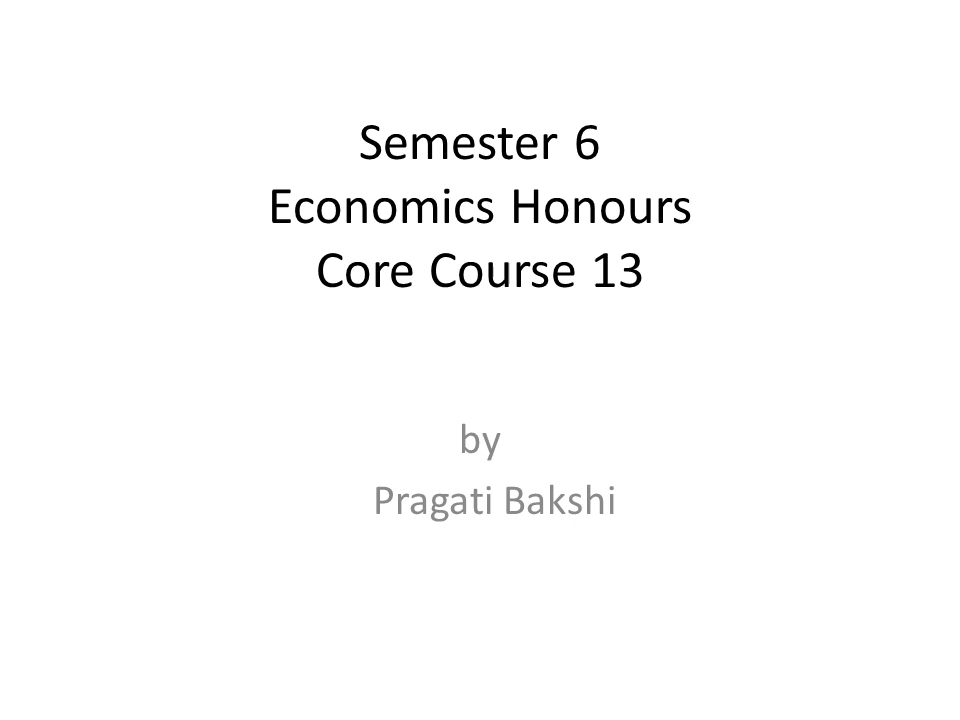 Semester 6
Economics Honours
Core Course 13
by
Pragati Bakshi